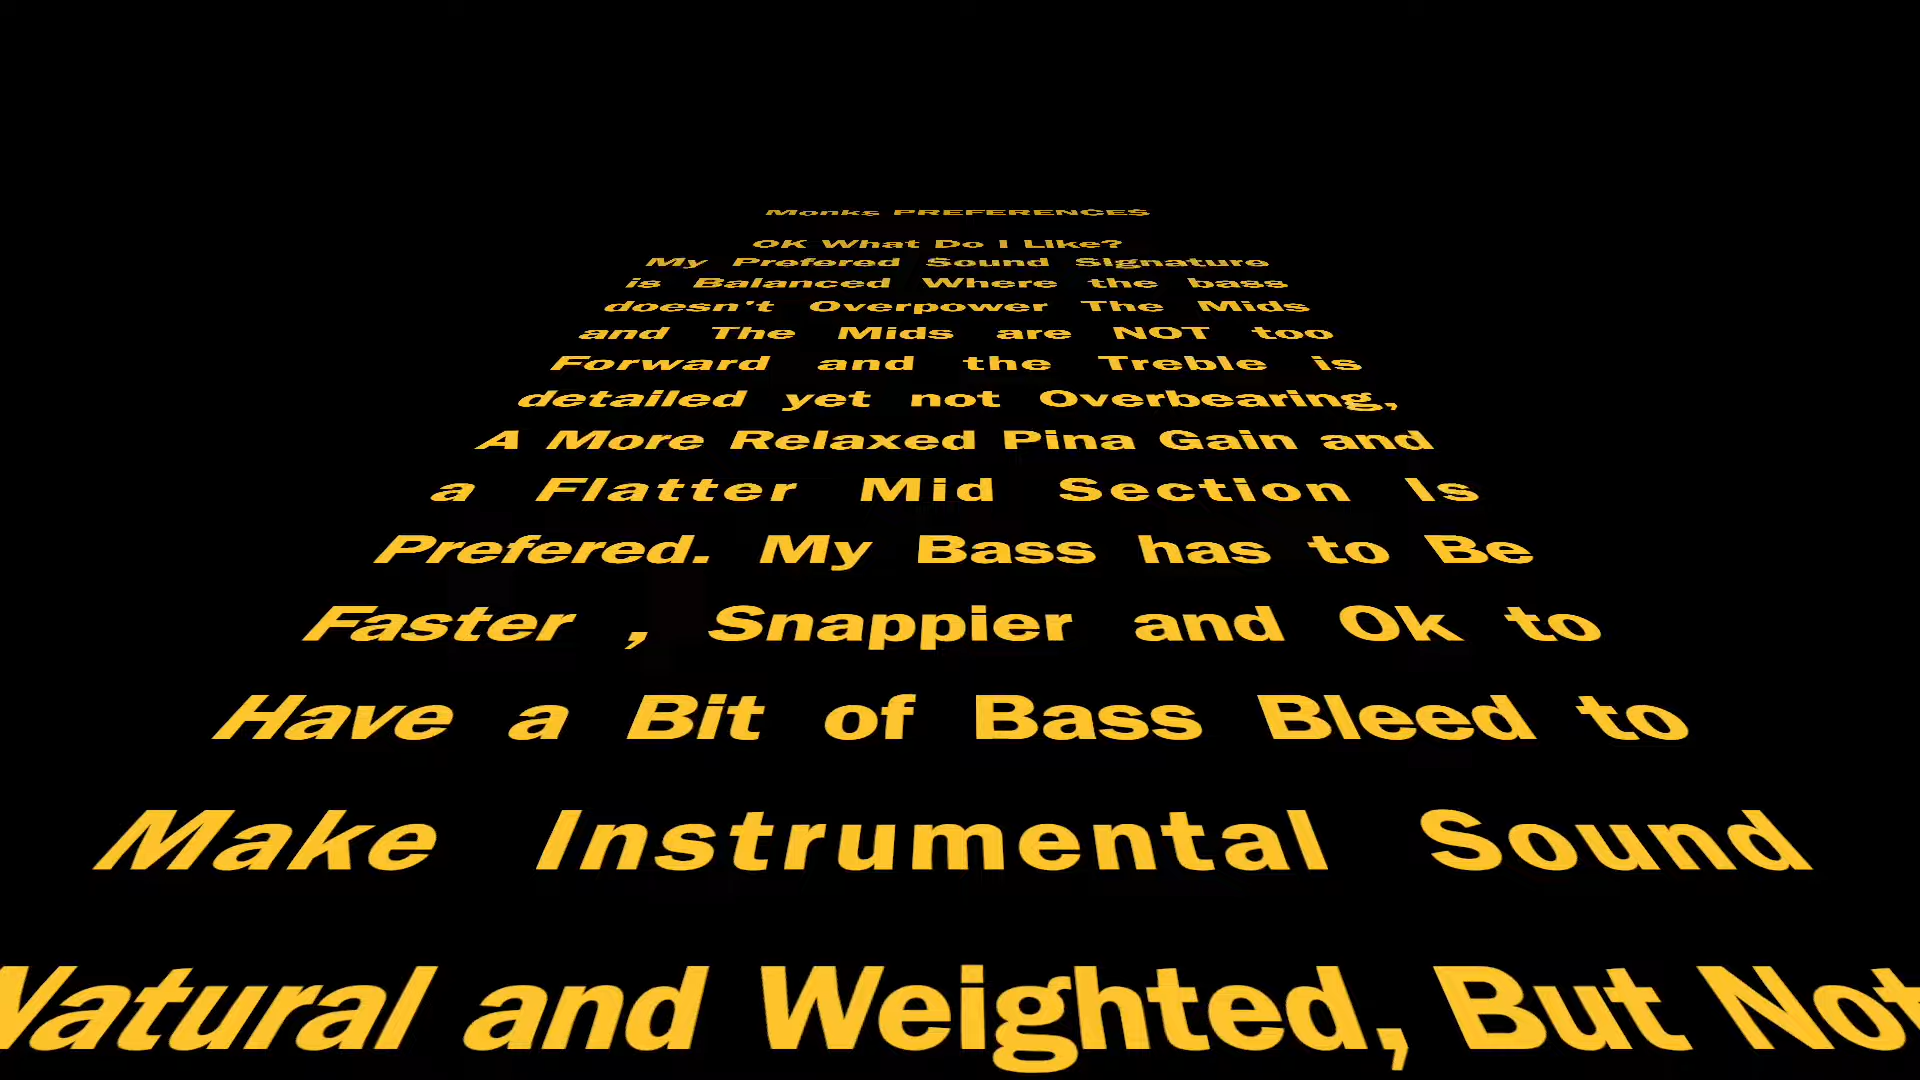 Monks PREFERENCES
OK What Do I Like?
My Prefered Sound Signature
is Balanced Where the bass
doesn't Overpower The Mids
and The Mids are NOT too
Forward and the Treble is
detailed yet not Overbearing,
A More Relaxed Pina Gain and
a Flatter Mid Section Is
Prefered. My Bass has to Be
Faster , Snappier and Ok to
Have a Bit of Bass Bleed to
Make Instrumental Sound
Natural and Weighted, But Not